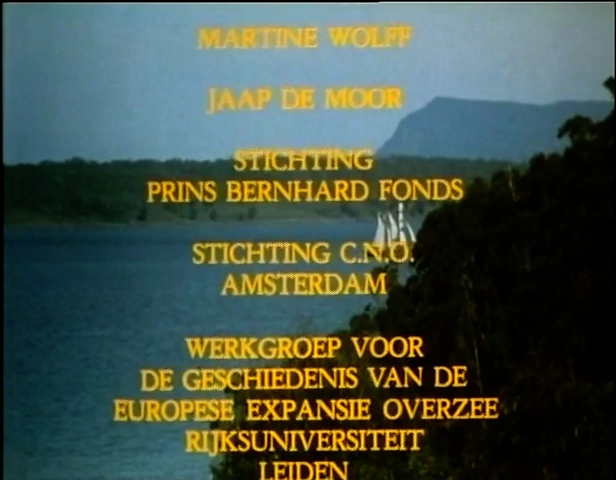 MARTINE WOLFF
JAAP DE MOOR
STICHTING
PRINS BERNHARD FONDS
STICHTING C.N.O.
AMSTERDAM
WERKGROEP VOOR
DE GESCHIEDENIS VAN DE
EUROPESE EXPANSIE OVERZEE
RIJKSUNIVERSITEIT
LEIDEN